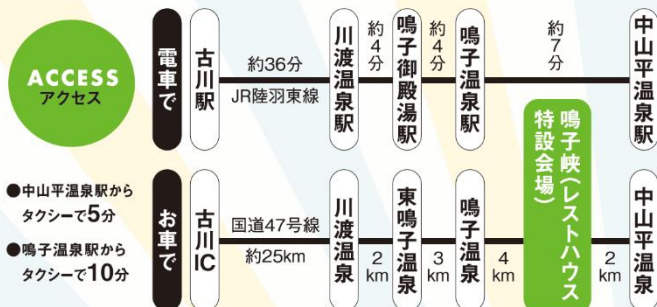 ACCESS
アクセス
電車で
古川駅
約36分
JR陸羽東線
川渡温泉駅
約4分
鳴子御殿湯駅
約4分
鳴子温泉駅
約7分
中山平温泉駅
●中山平温泉駅から
タクシーで5分
●鳴子温泉駅から
タクシーで10分
お車で
古川IC
国道47号線
約25km
川渡温泉
2km
東鳴子温泉
3km
鳴子温泉
4km
鳴子峡(レストハウス
特設会場)
2km
中山平温泉